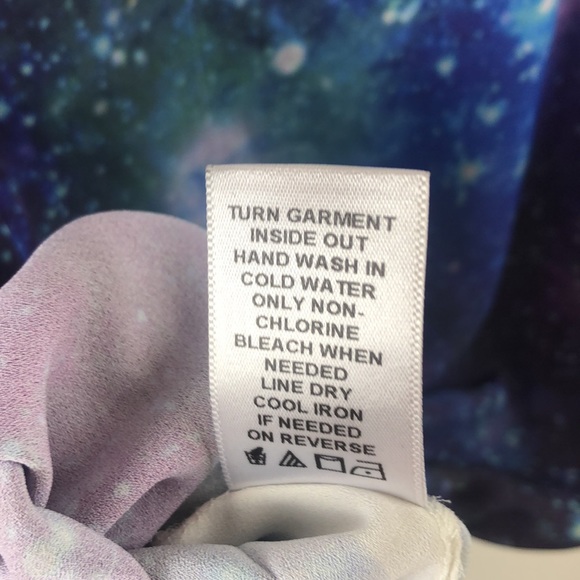 TURN GARMENT
INSIDE OUT
HAND WASH IN
COLD WATER
ONLY NON-
CHLORINE
BLEACH WHEN
NEEDED
LINE DRY
COOL IRON
IF NEEDED
ON REVERSE